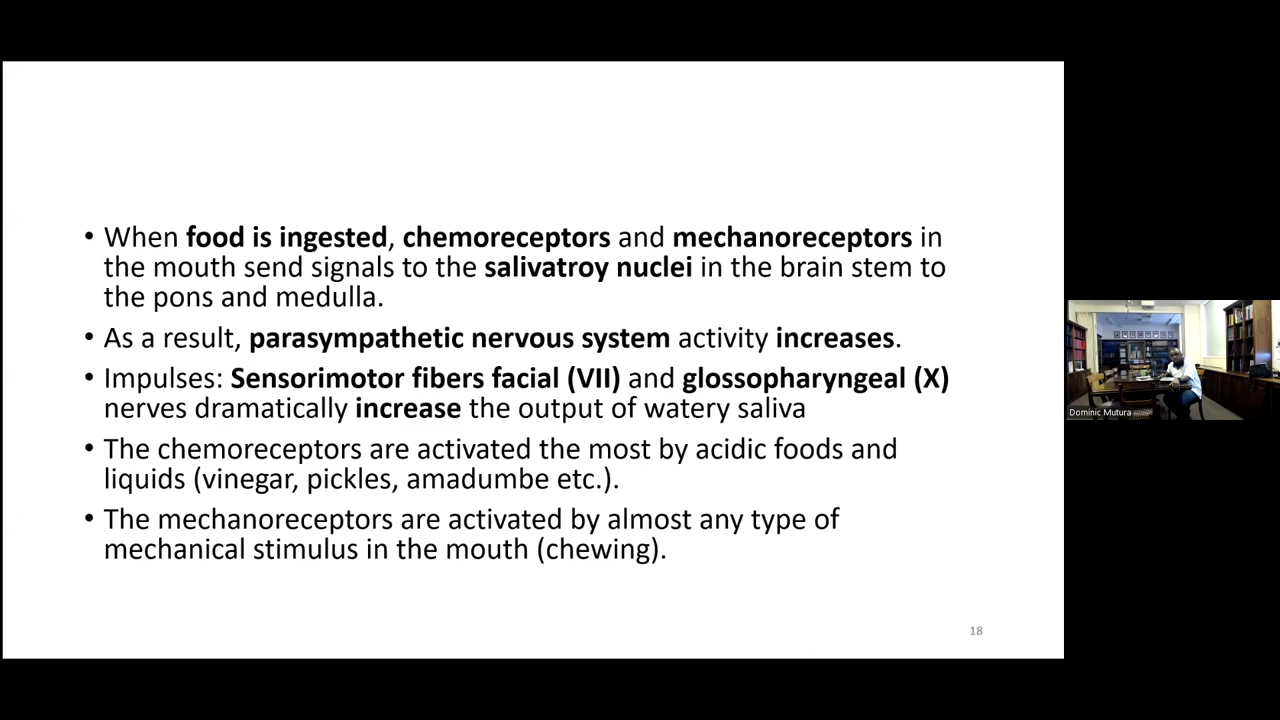 • When food is ingested, chemoreceptors and mechanoreceptors in
the mouth send signals to the salivatroy nuclei in the brain stem to
the pons and medulla.
• As a result, parasympathetic nervous system activity increases.
• Impulses: Sensorimotor fibers facial (VII) and glossopharyngeal (X)
nerves dramatically increase the output of watery saliva
• The chemoreceptors are activated the most by acidic foods and
liquids (vinegar, pickles, amadumbe etc.).
• The mechanoreceptors are activated by almost any type of
mechanical stimulus in the mouth (chewing).
18
Dominic Mutura